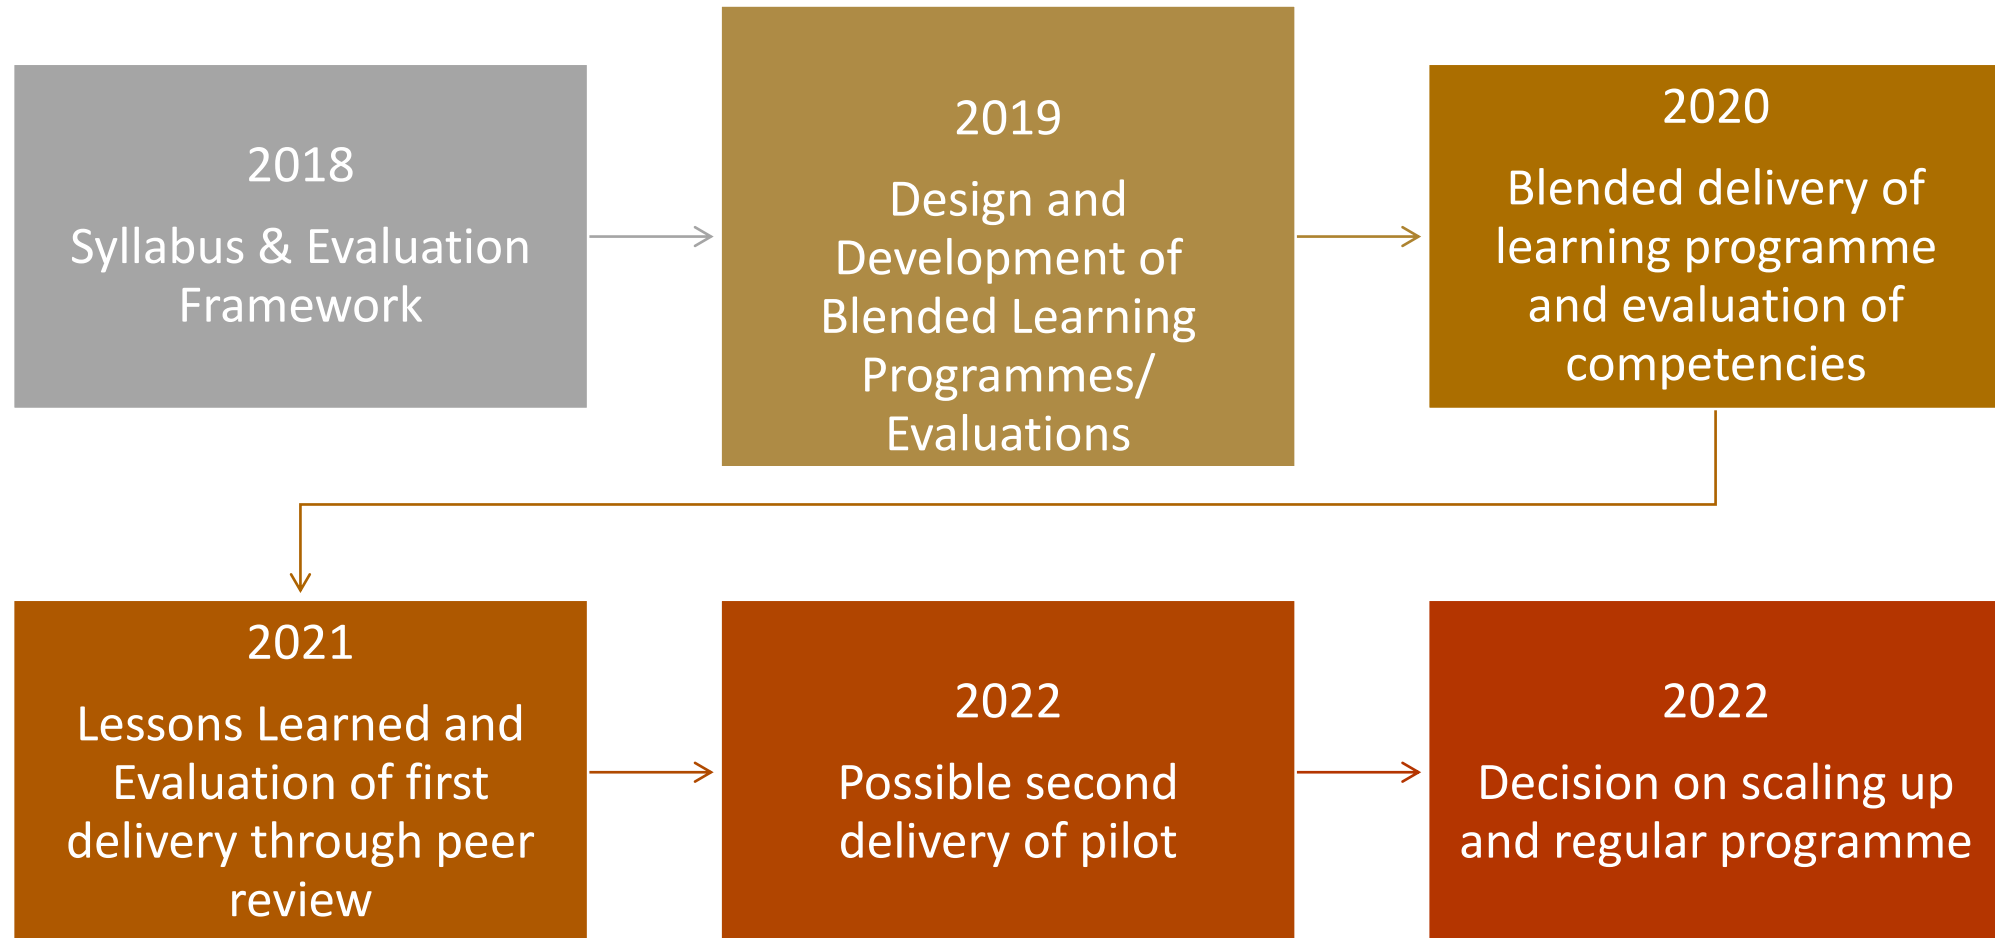 2018
Syllabus & Evaluation
Framework
2019
Design and
Development of
Blended Learning
Programmes/
Evaluations
2020
Blended delivery of
learning programme
and evaluation of
competencies
2021
Lessons Learned and
Evaluation of first
delivery through peer
review
2022
Possible second
delivery of pilot
2022
Decision on scaling up
and regular programme